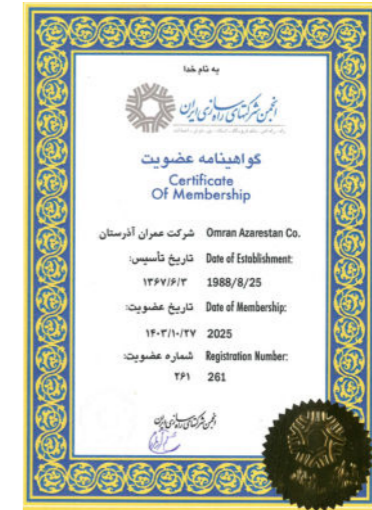 به نام خدا
انجمن شرکتهای راهسازی ایران
گواهینامه عضویت
Certificate
Of Membership
شرکت عمران آذرستان Omran Azarestan Co.
تاریخ تأسیس: Date of Establishment:
۱۳۶۷/۶/۳ 1988/8/25
تاریخ عضویت: Date of Membership:
۱۴۰۳/۱۰/۲۷ 2025
شماره عضویت: Registration Number:
۲۶۱ 261
انجمن شرکتهای راهسازی ایران